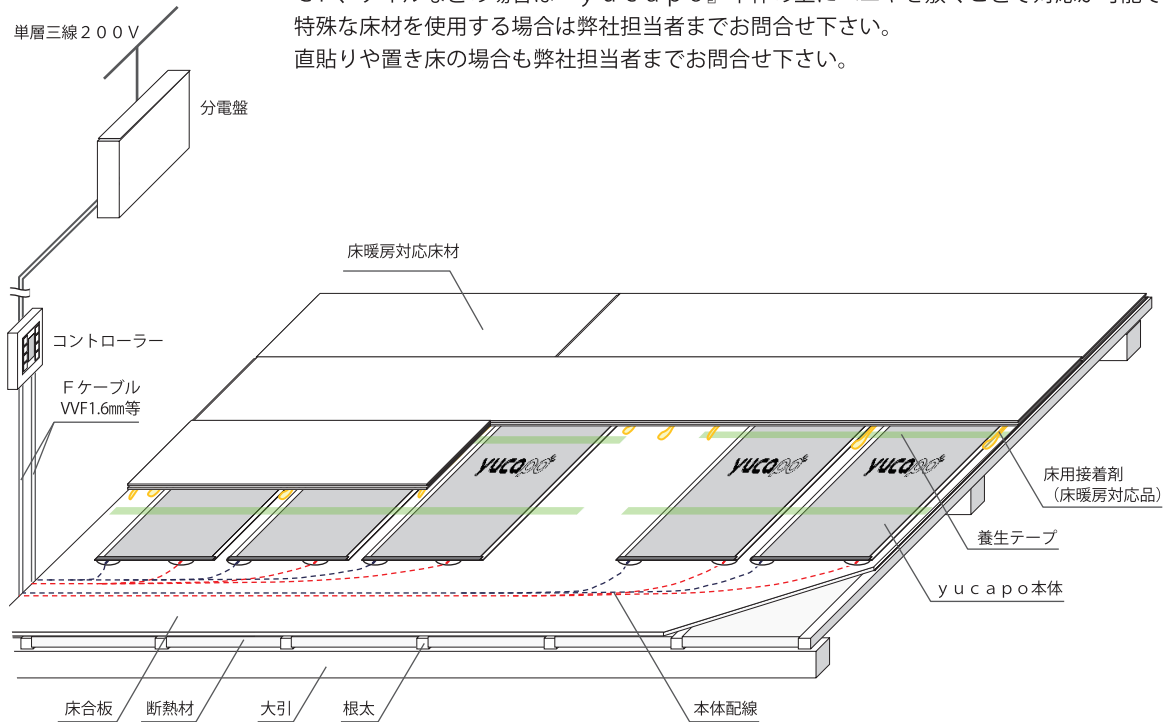 特殊な床材を使用する場合は弊社担当者までお問合せ下さい。
直貼りや置き床の場合も弊社担当者までお問合せ下さい。
単層三線２００V
分電盤
床暖房対応床材
コントローラー
Ｆケーブル
VVF1.6㎜等
yucapo
yucapo
yucapo
床用接着剤
（床暖房対応品）
養生テープ
ｙｕｃａｐｏ本体
床合板
断熱材
大引
根太
本体配線